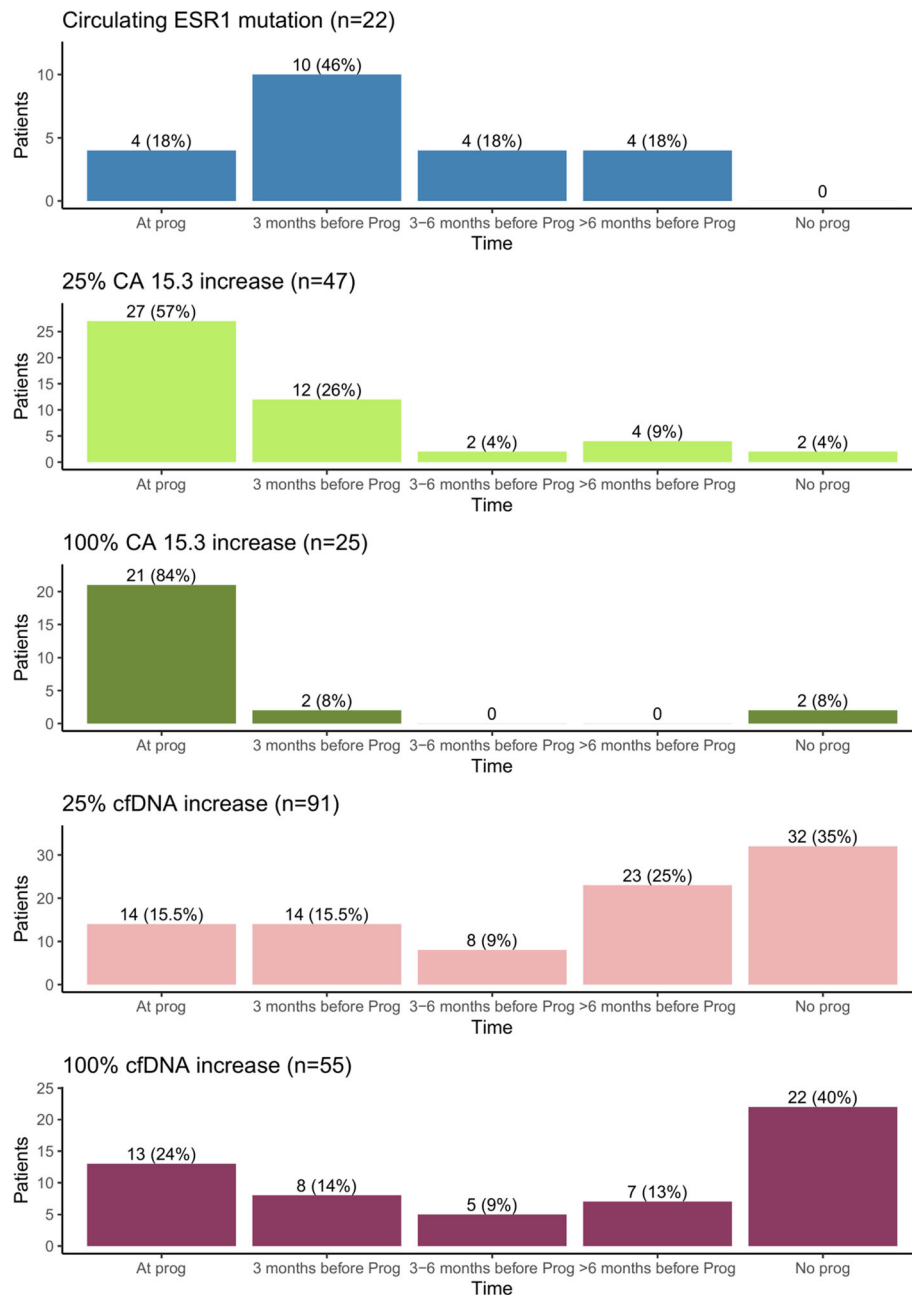 Circulating ESR1 mutation (n=22)
Patients
10
5
0
4 (18%)
10 (46%)
4 (18%)
4 (18%)
0
At prog
3 months before Prog
3−6 months before Prog
>6 months before Prog
No prog
Time
25% CA 15.3 increase (n=47)
Patients
25
20
15
10
5
0
27 (57%)
12 (26%)
2 (4%)
4 (9%)
2 (4%)
At prog
3 months before Prog
3−6 months before Prog
>6 months before Prog
No prog
Time
100% CA 15.3 increase (n=25)
Patients
20
15
10
5
0
21 (84%)
2 (8%)
0
0
2 (8%)
At prog
3 months before Prog
3−6 months before Prog
>6 months before Prog
No prog
Time
25% cfDNA increase (n=91)
Patients
30
20
10
0
14 (15.5%)
14 (15.5%)
8 (9%)
23 (25%)
32 (35%)
At prog
3 months before Prog
3−6 months before Prog
>6 months before Prog
No prog
Time
100% cfDNA increase (n=55)
Patients
25
20
15
10
5
0
13 (24%)
8 (14%)
5 (9%)
7 (13%)
22 (40%)
At prog
3 months before Prog
3−6 months before Prog
>6 months before Prog
No prog
Time